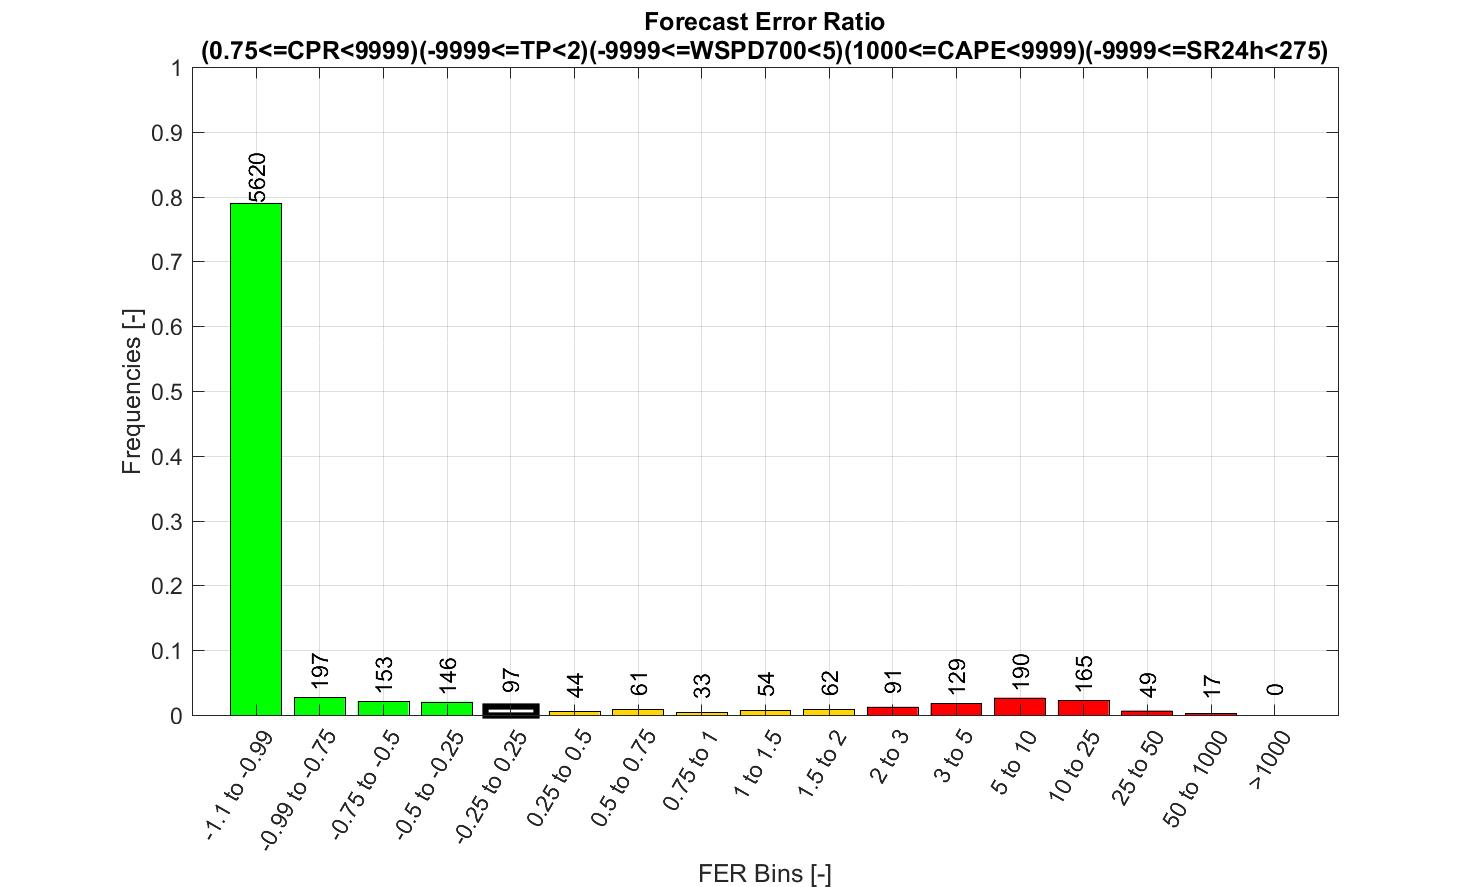 Forecast Error Ratio
(0.75<=CPR<9999)(-9999<=TP<2)(-9999<=WSPD700<5)(1000<=CAPE<9999)(-9999<=SR24h<275)
1
0.9
0.8
0.7
0.6
0.5
0.4
0.3
0.2
0.1
0
Frequencies [-]
5620
197
153
146
97
44
61
33
54
62
91
129
190
165
49
17
0
-1.1 to -0.99
-0.99 to -0.75
-0.75 to -0.5
-0.5 to -0.25
-0.25 to 0.25
0.25 to 0.5
0.5 to 0.75
0.75 to 1
1 to 1.5
1.5 to 2
2 to 3
3 to 5
5 to 10
10 to 25
25 to 50
50 to 1000
>1000
FER Bins [-]